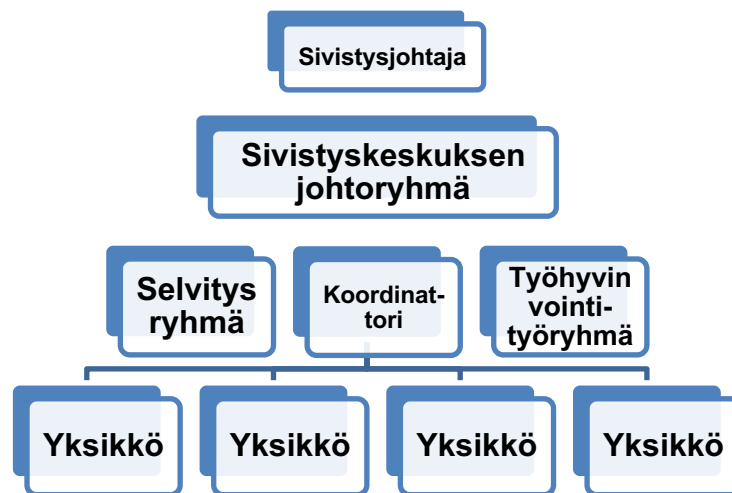 Sivistysjohtaja
Sivistyskeskuksen
johtoryhmä
Selvitys
ryhmä
Koordinat-
tori
Työhyvin
vointi-
työryhmä
Yksikkö
Yksikkö
Yksikkö
Yksikkö